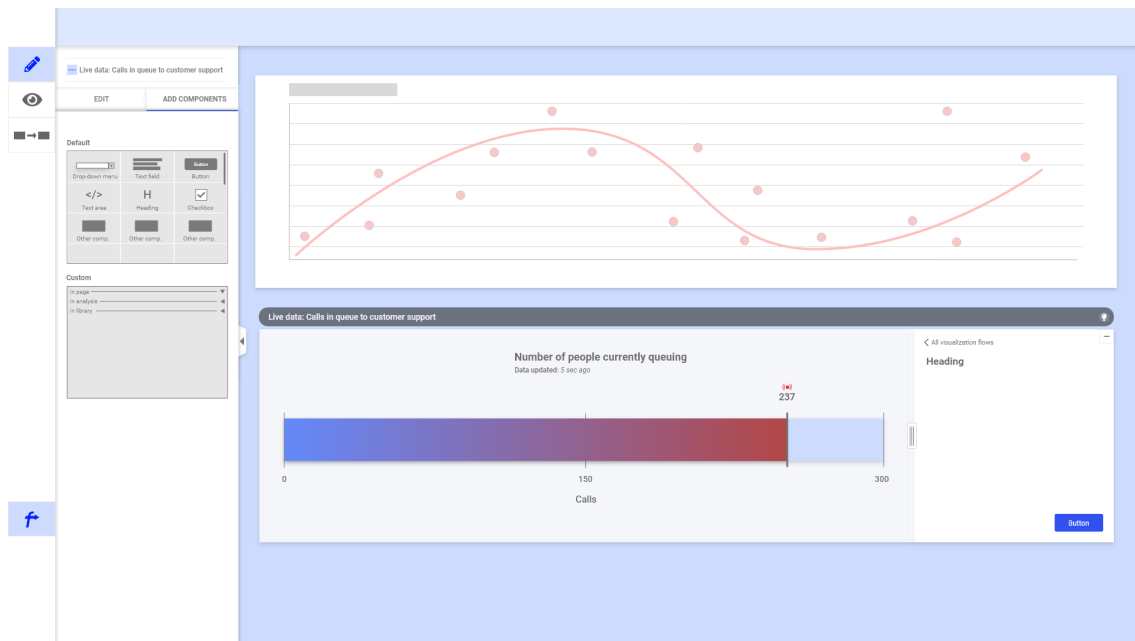 Live data: Calls in queue to customer support
EDIT
ADD COMPONENTS
Default
Drop-down menu
Text field
Button
Button
</>
Text area
H
Heading
Checkbox
Other comp.
Other comp.
Other comp.
Custom
In page
In analysis
In library
Live data: Calls in queue to customer support
Number of people currently queuing
Data updated: 5 sec ago
237
0
150
300
Calls
All visualization flows
Heading
Button